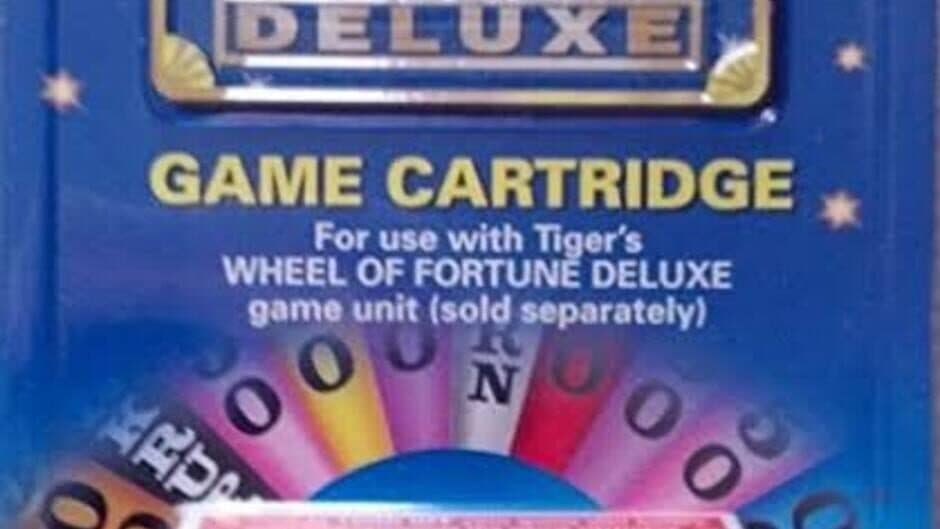 DELUXE
GAME CARTRIDGE
For use with Tiger's
WHEEL OF FORTUNE DELUXE
game unit (sold separately)